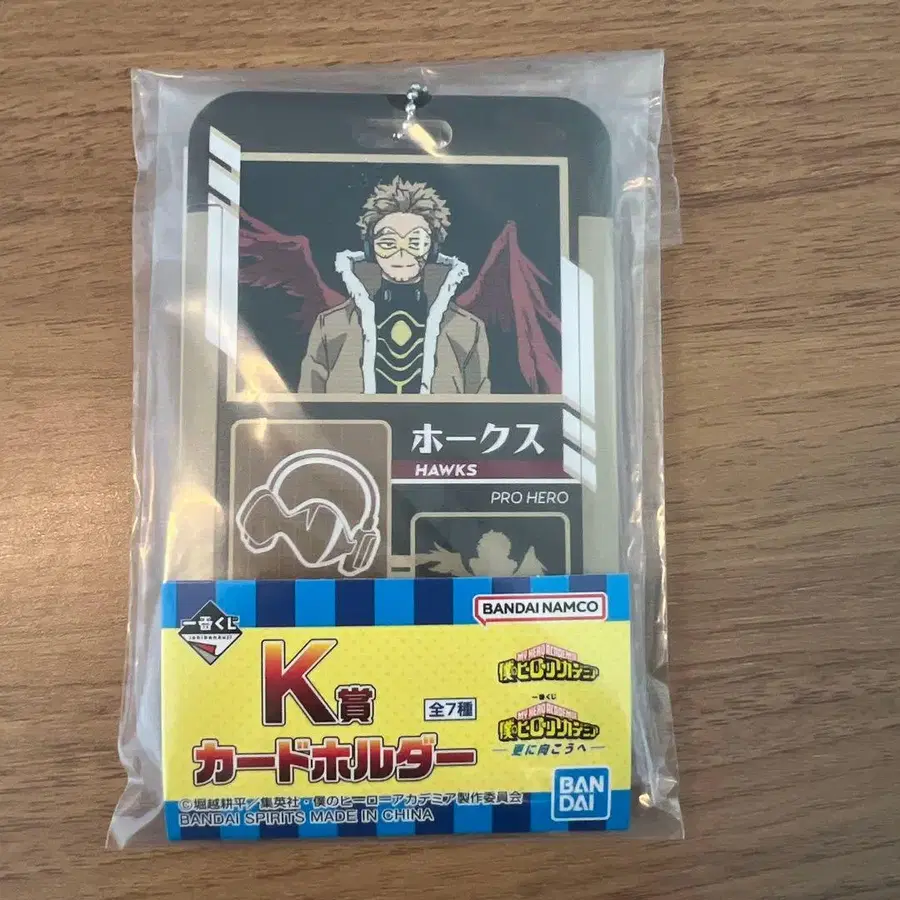 ホークス
HAWKS
PRO HERO
BANDAI NAMCO
一番くじ
ichibankuji
K賞
全7種
カードホルダー
MY HERO ACADEMIA
僕のヒーローアカデミア
一番くじ
MY HERO ACADEMIA
僕のヒーローアカデミア
更に向こうへ
©堀越耕平/集英社・僕のヒーローアカデミア製作委員会
BANDAI SPIRITS MADE IN CHINA
BAN
DAI